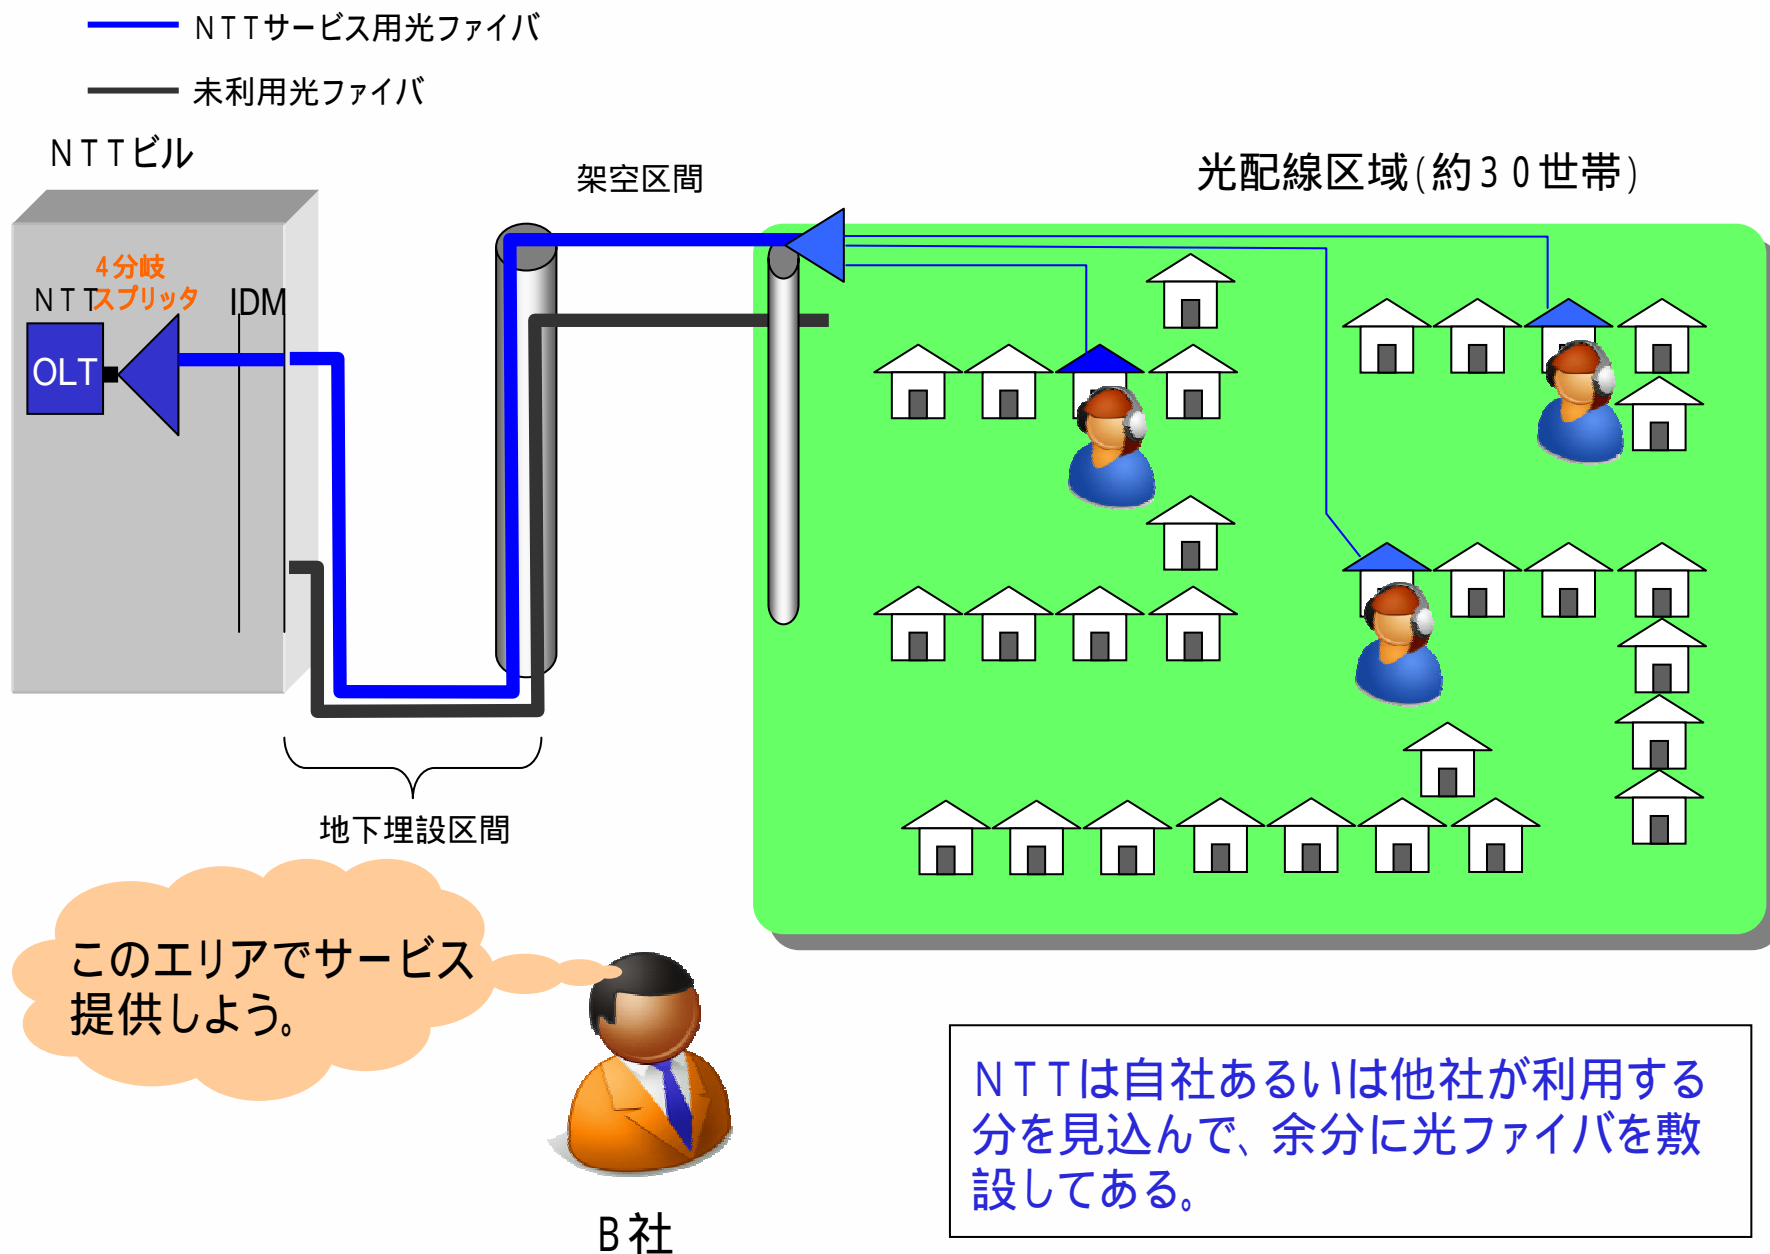 NTTサービス用光ファイバ
未利用光ファイバ
NTTビル
架空区間
光配線区域(約30世帯)
4分岐
スプリッタ
NTT
IDM
OLT
地下埋設区間
このエリアでサービス
提供しよう。
B社
NTTは自社あるいは他社が利用する
分を見込んで、余分に光ファイバを敷
設してある。